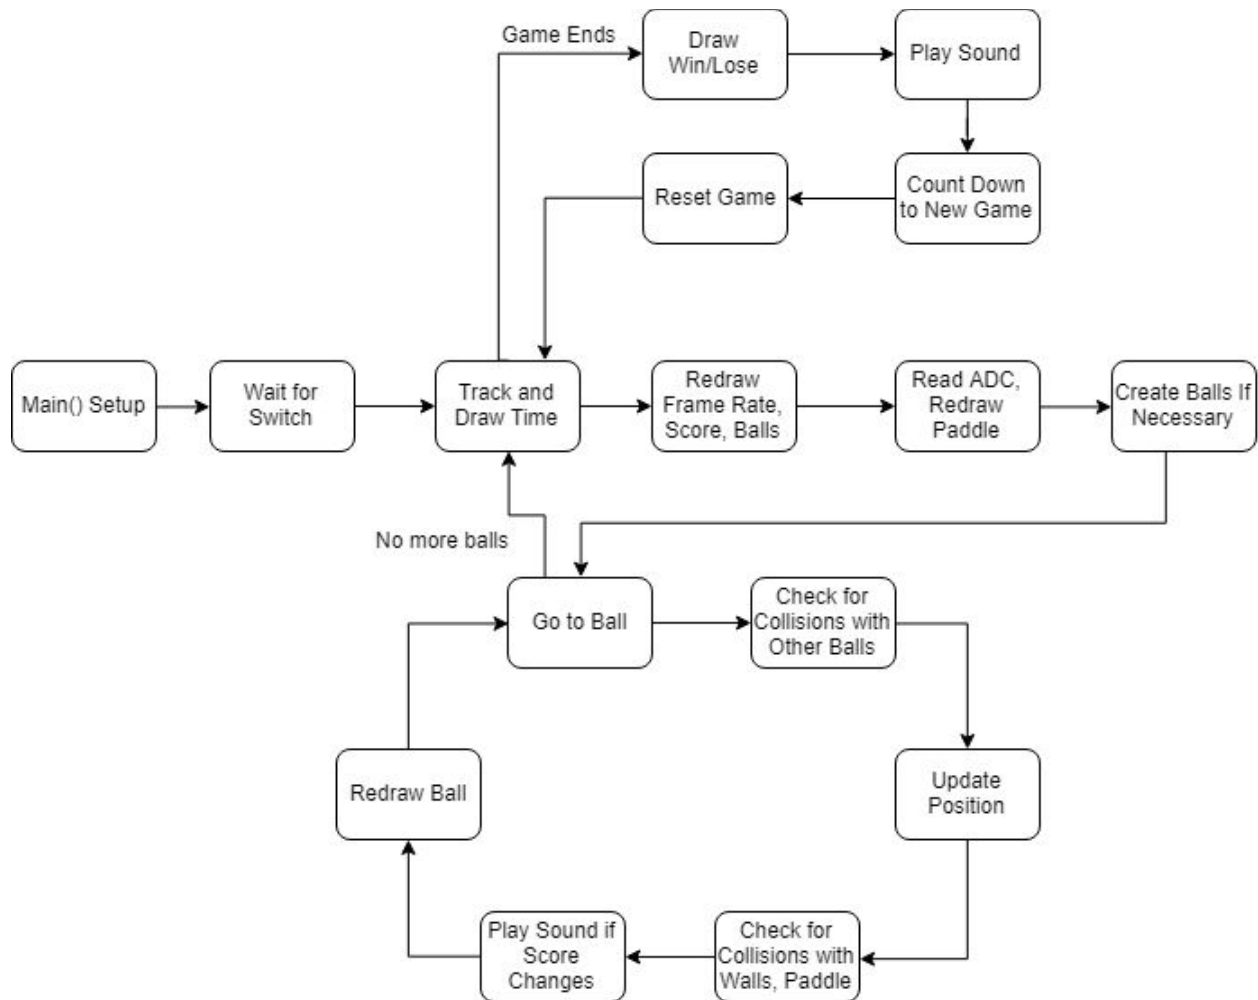 Game Ends
Draw
Win/Lose
Play Sound
Reset Game
Count Down
to New Game
Main() Setup
Wait for
Switch
Track and
Draw Time
Redraw
Frame Rate,
Score, Balls
Read ADC,
Redraw
Paddle
Create Balls If
Necessary
No more balls
Go to Ball
Check for
Collisions with
Other Balls
Redraw Ball
Update
Position
Play Sound if
Score
Changes
Check for
Collisions with
Walls, Paddle